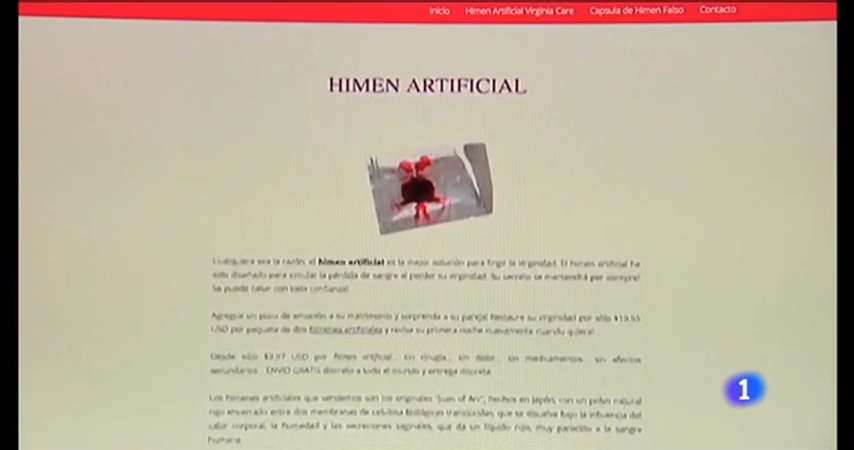 Inicio Himen Artificial Virginia Care Capsula de Himen Falso Contacto
HIMEN ARTIFICIAL
Cualquiera sea la razón, el himen artificial es la mejor solución para fingir la virginidad. El himen artificial ha
sido diseñado para simular la pérdida de sangre al perder su virginidad. Su secreto se mantendrá por siempre!
Se puede usar con toda confianza!
Agregue un poco de emoción a su matrimonio y sorprenda a su pareja! Restaure su virginidad por sólo
USD por paquete de dos hímenes artificiales y reviva su primera noche nuevamente cuando quiera!
Desde sólo USD por himen artificial, sin cirugía, sin dolor, sin medicamentos, sin efectos
secundarios. ENVÍO GRATIS discreto a todo el mundo y entrega discreta.
Los hímenes artificiales que vendemos son los originales "Joan of Arc", hechos en Japón, con un polvo natural
rojo encerrado entre dos membranas de celulosa biológicas translúcidas, que se disuelve bajo la influencia del
calor corporal, la humedad y las secreciones vaginales, que da un líquido rojo, muy parecido a la sangre
humana
1